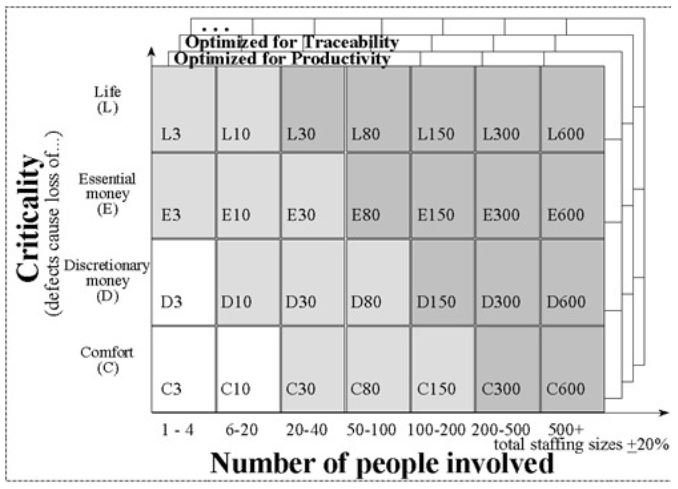 . . .
Optimized for Traceability
Optimized for Productivity
Criticality
(defects cause loss of...)
Life
(L)
L3 L10 L30 L80 L150 L300 L600
Essential
money
(E)
E3 E10 E30 E80 E150 E300 E600
Discretionary
money
(D)
D3 D10 D30 D80 D150 D300 D600
Comfort
(C)
C3 C10 C30 C80 C150 C300 C600
1 - 4 6-20 20-40 50-100 100-200 200-500 500+
total staffing sizes ±20%
Number of people involved